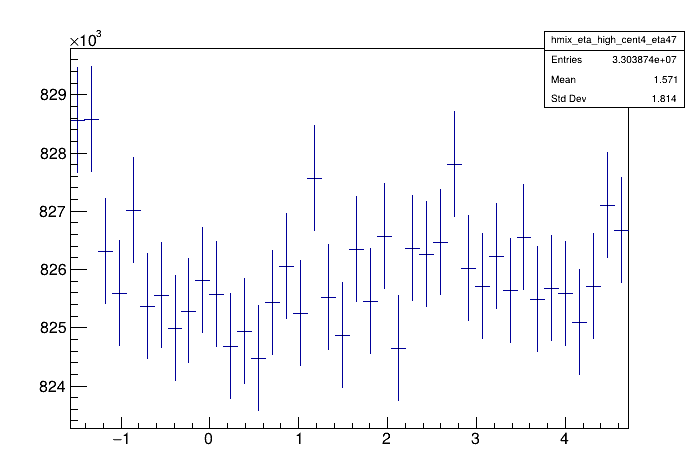 ×10³
hmix_eta_high_cent4_eta47
Entries 3.303874e+07
Mean 1.571
Std Dev 1.814
829
828
827
826
825
824
−1 0 1 2 3 4